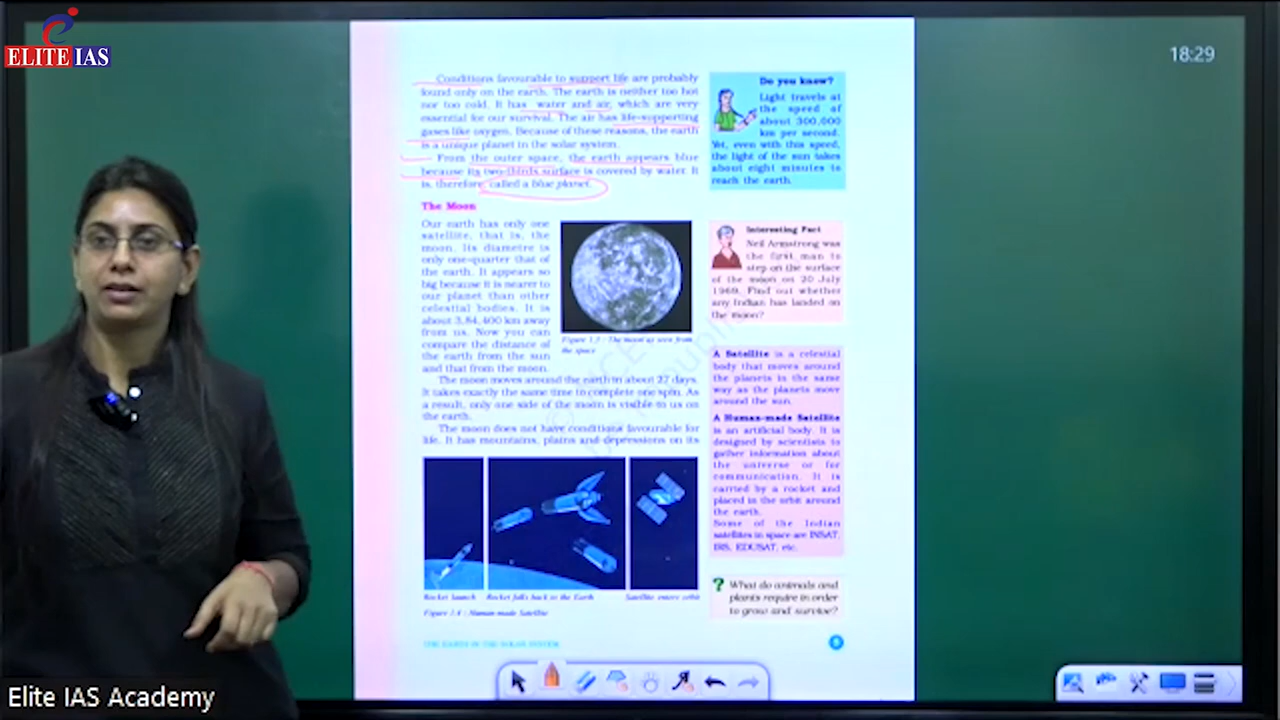 ELITE IAS
18:29
Conditions favourable to support life are probably
found only on the earth. The earth is neither too hot
nor too cold. It has water and air, which are very
essential for our survival. The air has life-supporting
gases like oxygen. Because of these reasons, the earth
is a unique planet in the solar system.
From the outer space, the earth appears blue
because its two-thirds surface is covered by water. It
is, therefore, called a blue planet.
The Moon
Our earth has only one
satellite, that is, the
moon. Its diametre is
only one-quarter that of
the earth. It appears so
big because it is nearer to
our planet than other
celestial bodies. It is
about 3,84,400 km away
from us. Now you can
compare the distance of
the earth from the sun
and that from the moon.
Figure 1.3 : The moon as seen from
the space
The moon moves around the earth in about 27 days.
It takes exactly the same time to complete one spin. As
a result, only one side of the moon is visible to us on
the earth.
The moon does not have conditions favourable for
life. It has mountains, plains and depressions on its
Rocket launch Rocket falls back to the Earth Satellite enters orbit
Figure 1.4 : Human-made Satellite
THE EARTH IN THE SOLAR SYSTEM
Do you know?
Light travels at
the speed of
about 300,000
km per second.
Yet, even with this speed,
the light of the sun takes
about eight minutes to
reach the earth.
Interesting Fact
Neil Armstrong was
the first man to
step on the surface
of the moon on 20 July
1969. Find out whether
any Indian has landed on
the moon?
A Satellite is a celestial
body that moves around
the planets in the same
way as the planets move
around the sun.
A Human-made Satellite
is an artificial body. It is
designed by scientists to
gather information about
the universe or for
communication. It is
carried by a rocket and
placed in the orbit around
the earth.
Some of the Indian
satellites in space are INSAT,
IRS, EDUSAT, etc.
? What do animals and
plants require in order
to grow and survive?
Elite IAS Academy